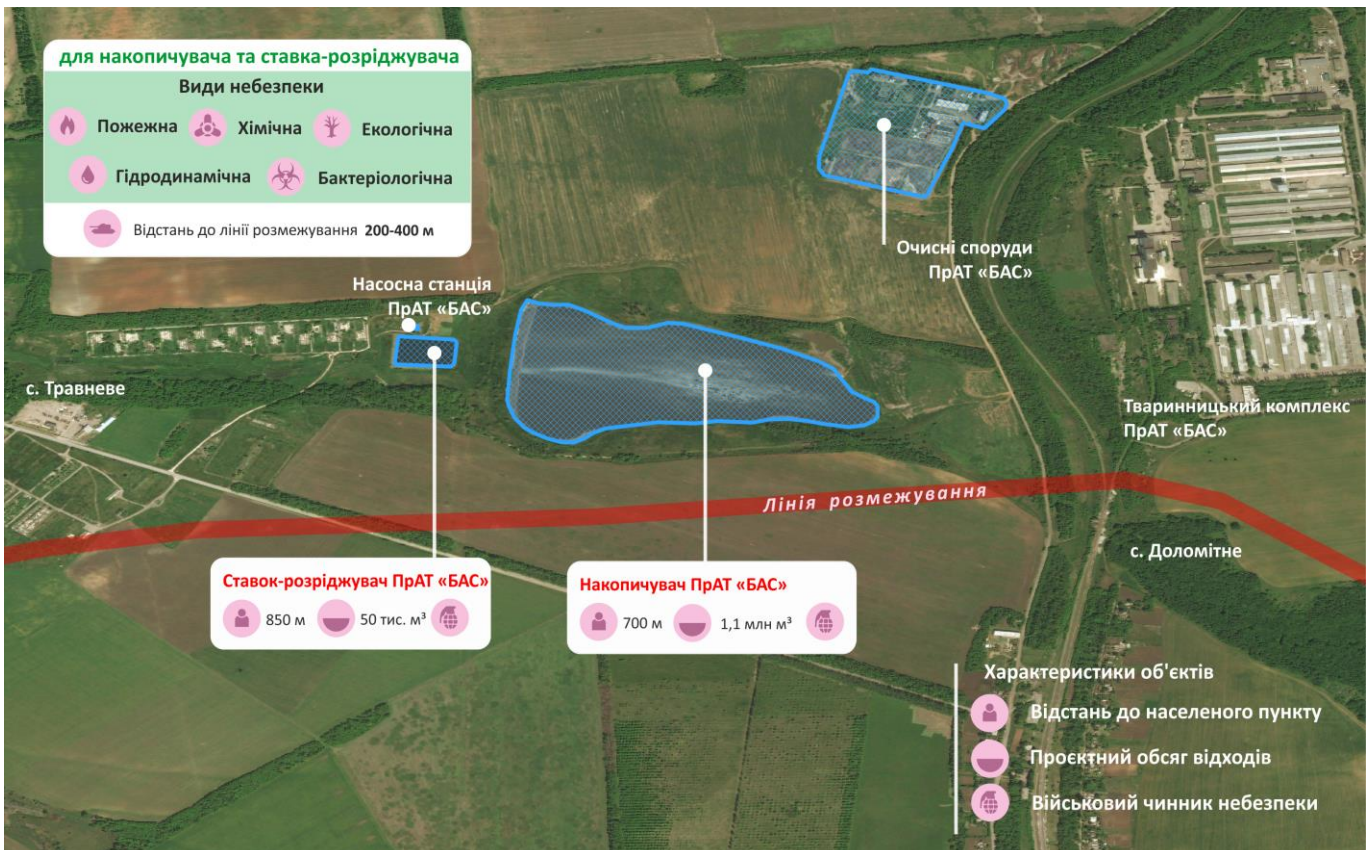 для накопичувача та ставка-розріджувача
Види небезпеки
Пожежна Хімічна Екологічна
Гідродинамічна Бактеріологічна
Відстань до лінії розмежування 200-400 м
Очисні споруди
ПрАТ «БАС»
Насосна станція
ПрАТ «БАС»
с. Травневе
Тваринницький комплекс
ПрАТ «БАС»
Лінія розмежування
с. Доломітне
Ставок-розріджувач ПрАТ «БАС»
850 м 50 тис. м³
Накопичувач ПрАТ «БАС»
700 м 1,1 млн м³
Характеристики об'єктів
Відстань до населеного пункту
Проєктний обсяг відходів
Військовий чинник небезпеки